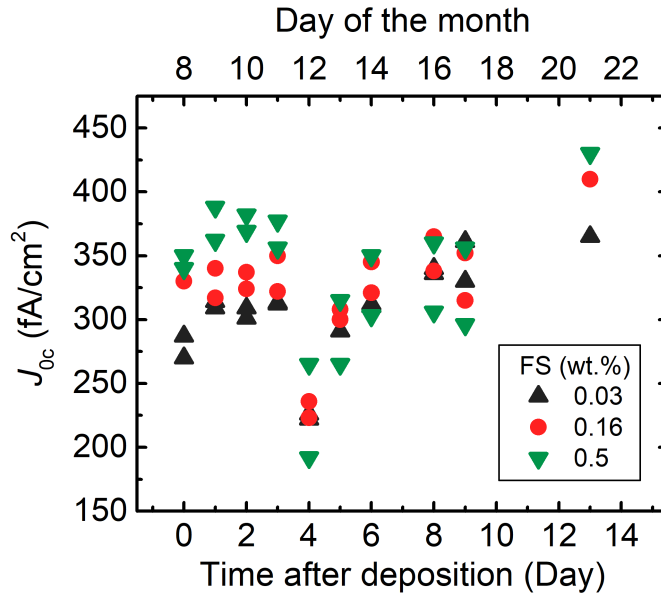 Day of the month
8 10 12 14 16 18 20 22
450
400
350
300
250
200
150
J0c (fA/cm²)
FS (wt.%)
0.03
0.16
0.5
0 2 4 6 8 10 12 14
Time after deposition (Day)